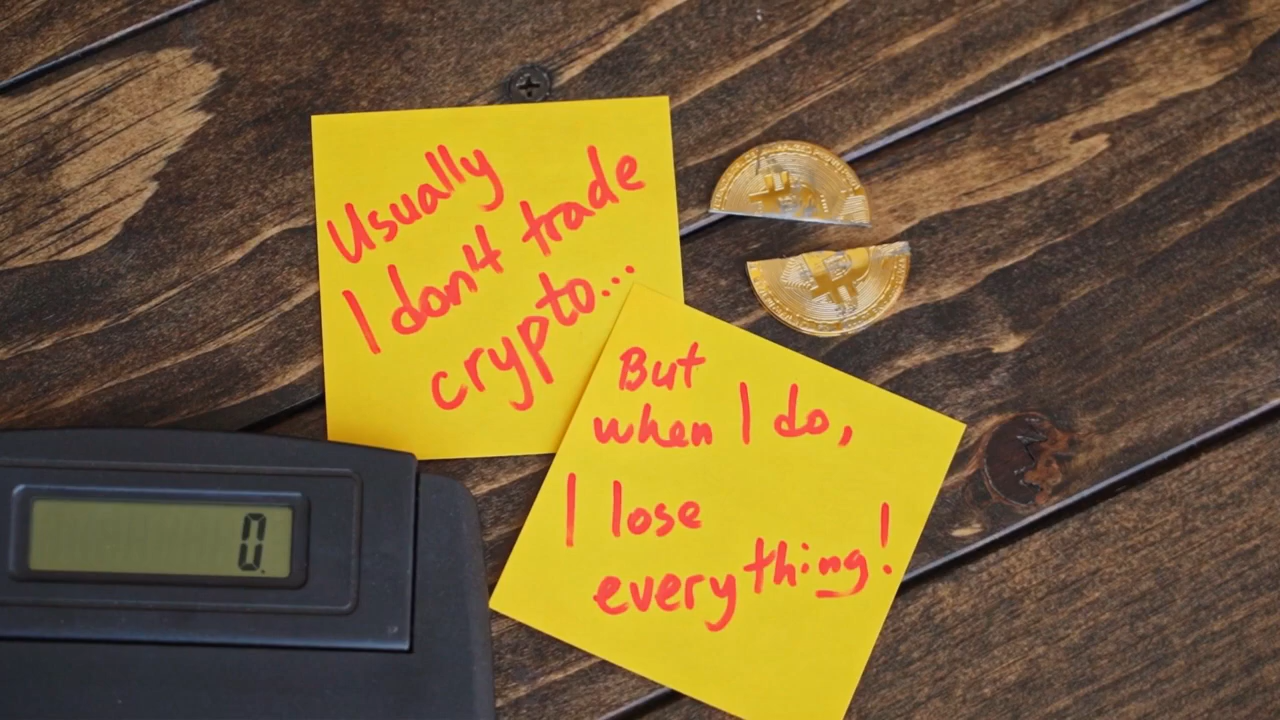 Usually
I don't trade
crypto...
But
when I do,
I lose
everything!
0.